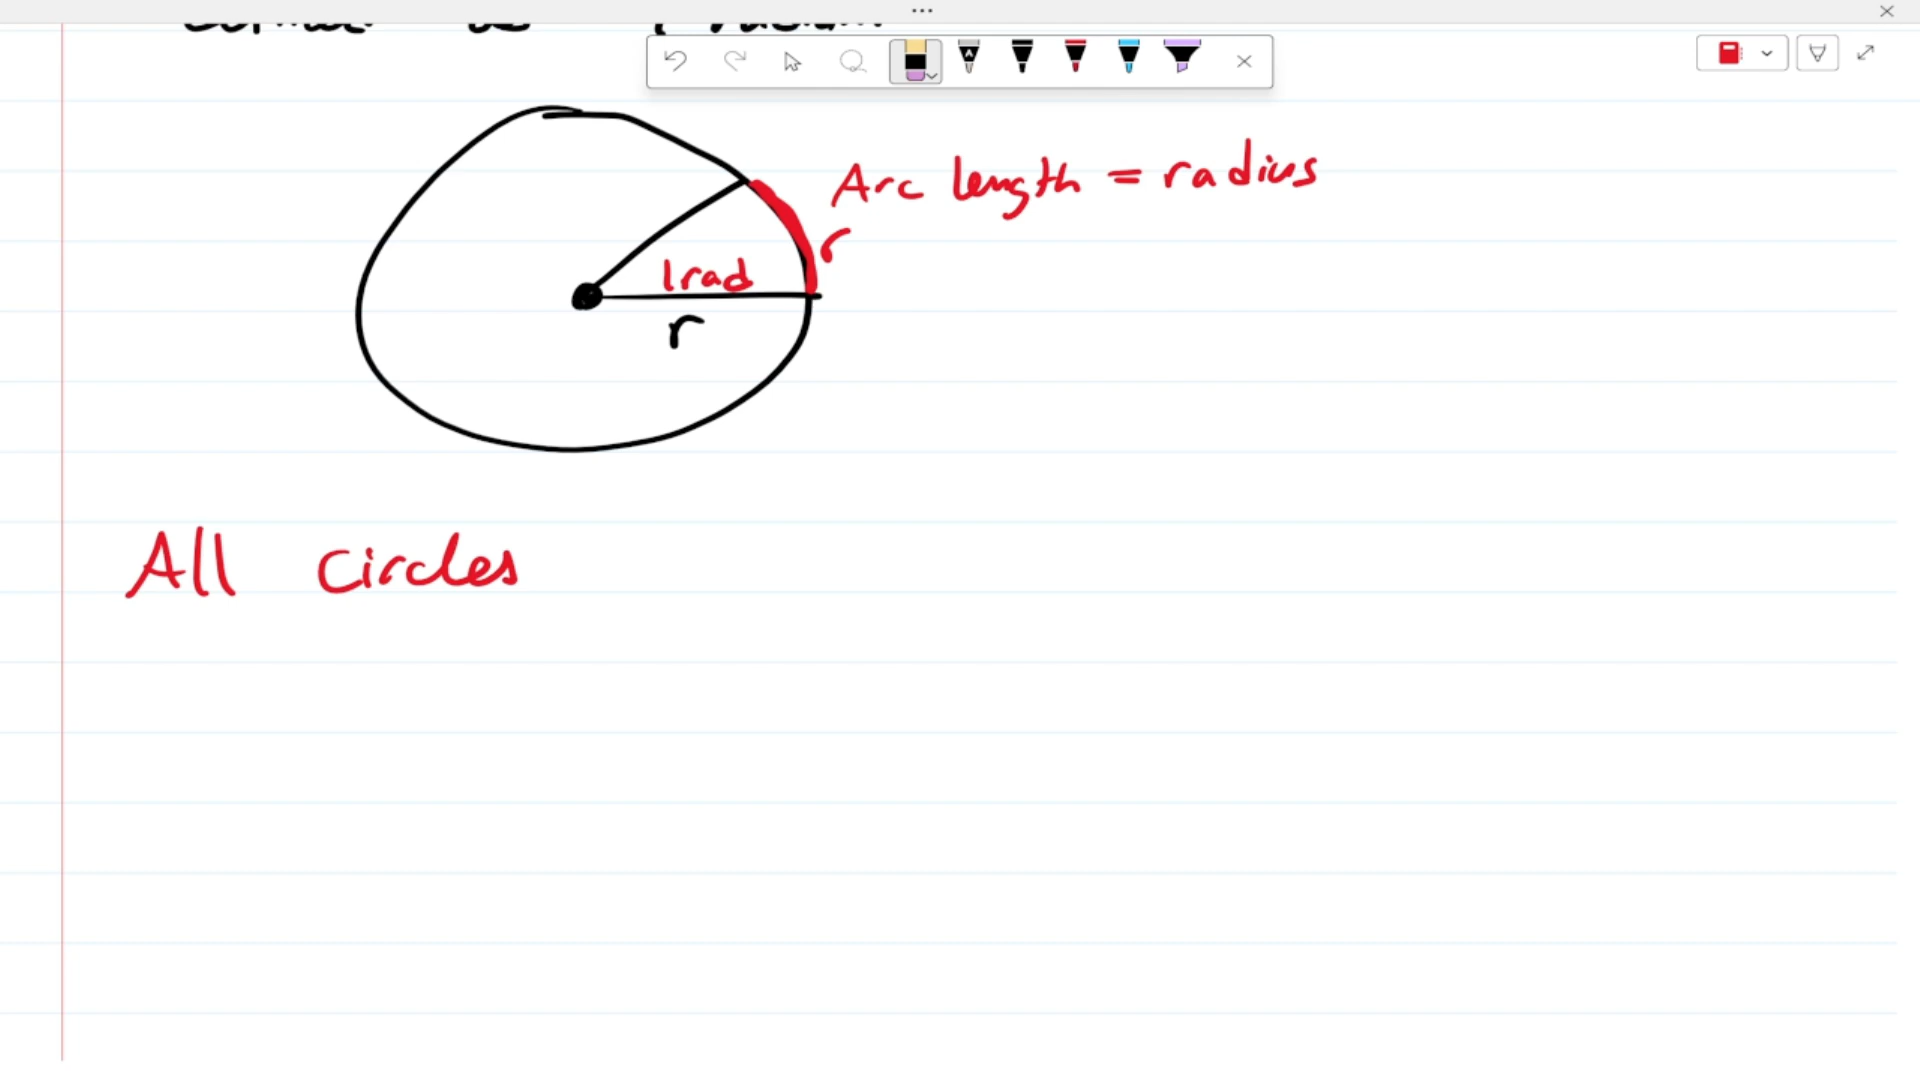 Arc length = radius
r
1rad
r
All circles